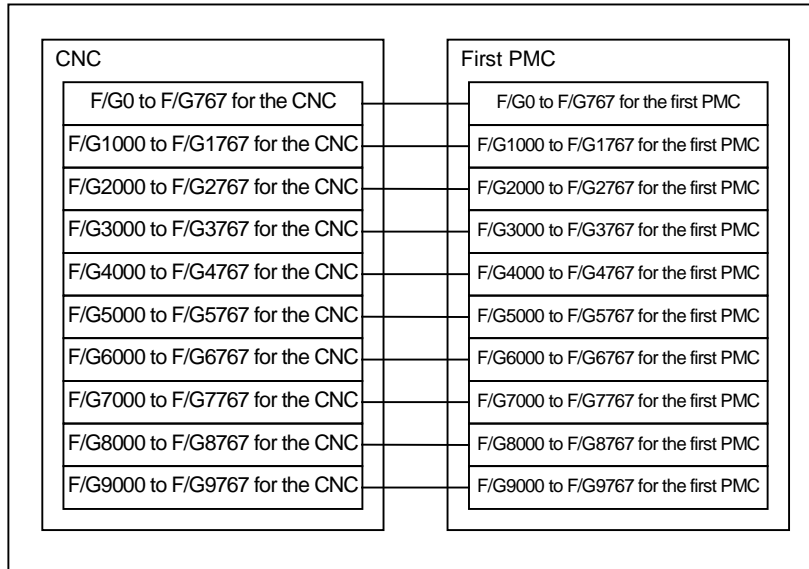 CNC
F/G0 to F/G767 for the CNC
F/G1000 to F/G1767 for the CNC
F/G2000 to F/G2767 for the CNC
F/G3000 to F/G3767 for the CNC
F/G4000 to F/G4767 for the CNC
F/G5000 to F/G5767 for the CNC
F/G6000 to F/G6767 for the CNC
F/G7000 to F/G7767 for the CNC
F/G8000 to F/G8767 for the CNC
F/G9000 to F/G9767 for the CNC
First PMC
F/G0 to F/G767 for the first PMC
F/G1000 to F/G1767 for the first PMC
F/G2000 to F/G2767 for the first PMC
F/G3000 to F/G3767 for the first PMC
F/G4000 to F/G4767 for the first PMC
F/G5000 to F/G5767 for the first PMC
F/G6000 to F/G6767 for the first PMC
F/G7000 to F/G7767 for the first PMC
F/G8000 to F/G8767 for the first PMC
F/G9000 to F/G9767 for the first PMC